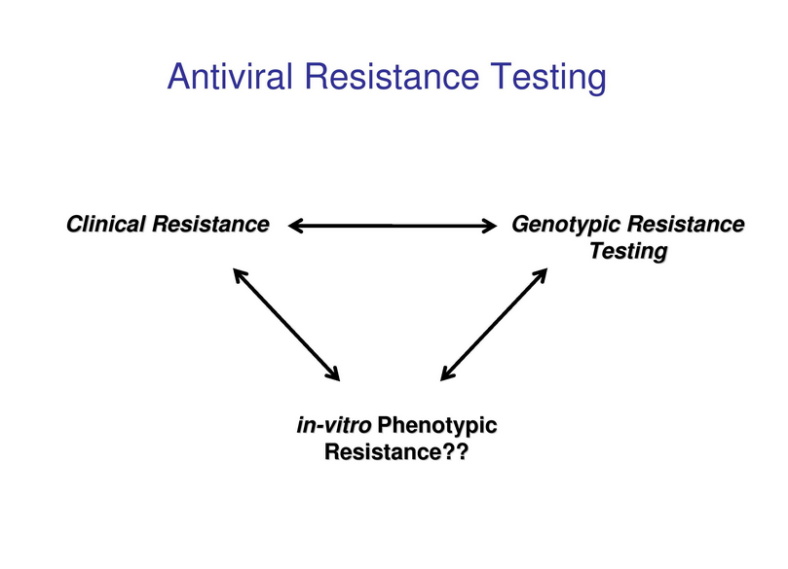 Antiviral Resistance Testing
Clinical Resistance
Genotypic Resistance
Testing
in-vitro Phenotypic
Resistance??